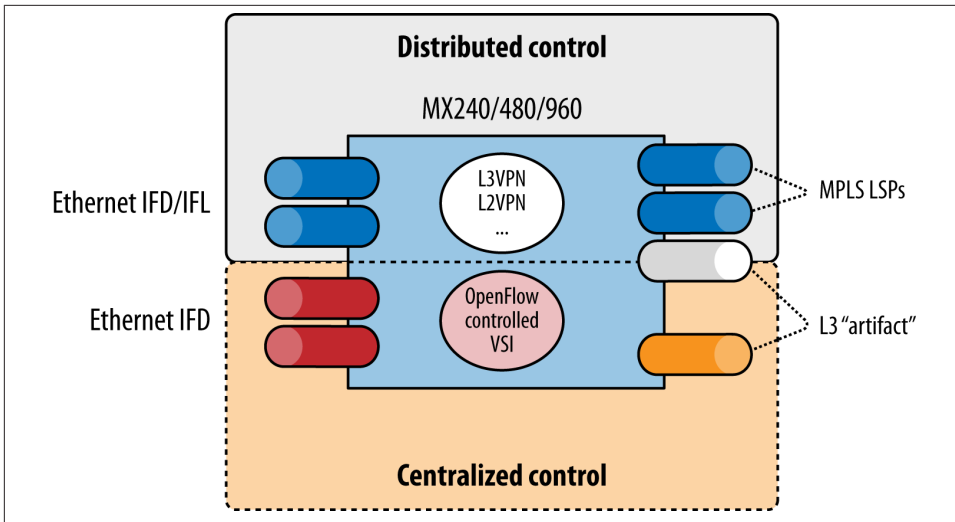 Distributed control
MX240/480/960
Ethernet IFD/IFL
L3VPN
L2VPN
...
MPLS LSPs
Ethernet IFD
OpenFlow
controlled
VSI
L3 “artifact”
Centralized control